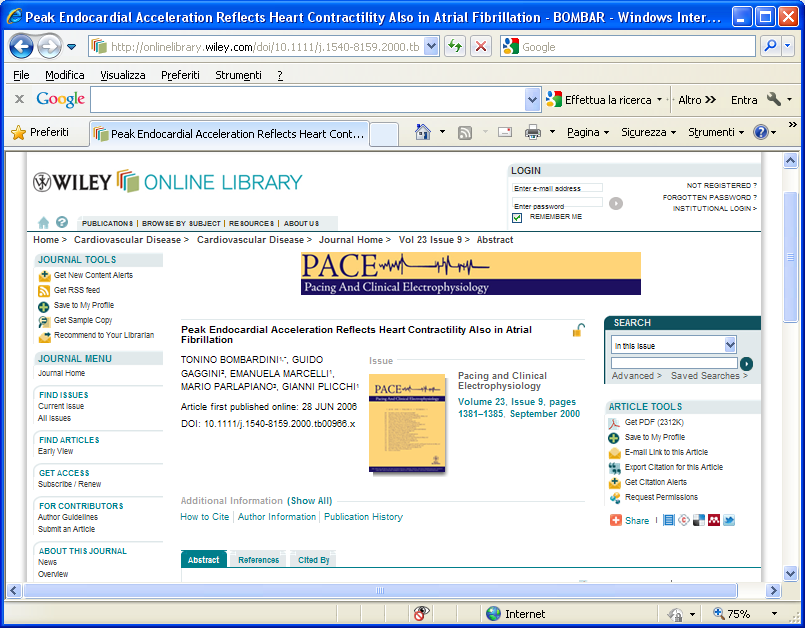 Peak Endocardial Acceleration Reflects Heart Contractility Also in Atrial Fibrillation - BOMBAR - Windows Inter...
http://onlinelibrary.wiley.com/doi/10.1111/j.1540-8159.2000.tb
Google
File Modifica Visualizza Preferiti Strumenti ?
x Google Effettua la ricerca Altro >> Entra
Preferiti Peak Endocardial Acceleration Reflects Heart Cont... Pagina Sicurezza Strumenti >>
WILEY ONLINE LIBRARY
LOGIN
Enter e-mail address
Enter password
REMEMBER ME
NOT REGISTERED ?
FORGOTTEN PASSWORD ?
INSTITUTIONAL LOGIN >
PUBLICATIONS | BROWSE BY SUBJECT | RESOURCES | ABOUT US
Home > Cardiovascular Disease > Cardiovascular Disease > Journal Home > Vol 23 Issue 9 > Abstract
JOURNAL TOOLS
Get New Content Alerts
Get RSS feed
Save to My Profile
Get Sample Copy
Recommend to Your Librarian
JOURNAL MENU
Journal Home
FIND ISSUES
Current Issue
All Issues
FIND ARTICLES
Early View
GET ACCESS
Subscribe / Renew
FOR CONTRIBUTORS
Author Guidelines
Submit an Article
ABOUT THIS JOURNAL
News
Overview
PACE
Pacing And Clinical Electrophysiology
Peak Endocardial Acceleration Reflects Heart Contractility Also in Atrial
Fibrillation
TONINO BOMBARDINI¹,*, GUIDO
GAGGINI², EMANUELA MARCELLI¹,
MARIO PARLAPIANO², GIANNI PLICCHI¹
Article first published online: 28 JUN 2006
DOI: 10.1111/j.1540-8159.2000.tb00966.x
Issue
PACE
Pacing and Clinical
Electrophysiology
Volume 23, Issue 9, pages
1381–1385, September 2000
Additional Information (Show All)
How to Cite | Author Information | Publication History
Abstract References Cited By
SEARCH
In this issue
Advanced > Saved Searches >
ARTICLE TOOLS
Get PDF (2312K)
Save to My Profile
E-mail Link to this Article
Export Citation for this Article
Get Citation Alerts
Request Permissions
Share |
Internet 75%